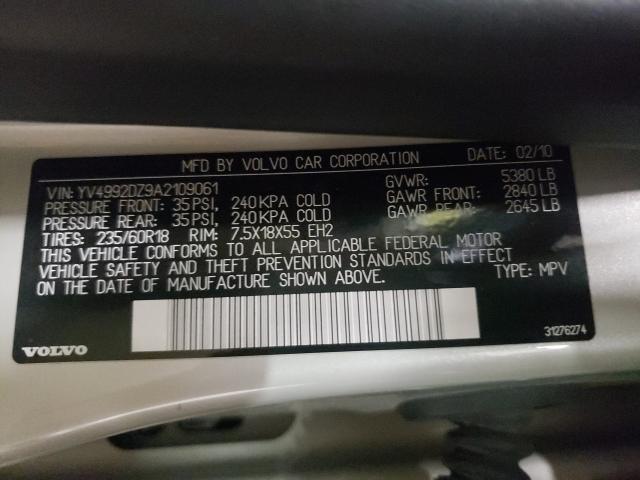 MFD BY VOLVO CAR CORPORATION DATE: 02/10
VIN: YV4992DZ9A2109061
PRESSURE FRONT: 35 PSI, 240 KPA COLD
PRESSURE REAR: 35 PSI, 240 KPA COLD
TIRES: 235/60R18 RIM: 7.5X18X55 EH2
GVWR: 5380 LB
GAWR FRONT: 2840 LB
GAWR REAR: 2645 LB
THIS VEHICLE CONFORMS TO ALL APPLICABLE FEDERAL MOTOR
VEHICLE SAFETY AND THEFT PREVENTION STANDARDS IN EFFECT
ON THE DATE OF MANUFACTURE SHOWN ABOVE.
TYPE: MPV
31276274
VOLVO